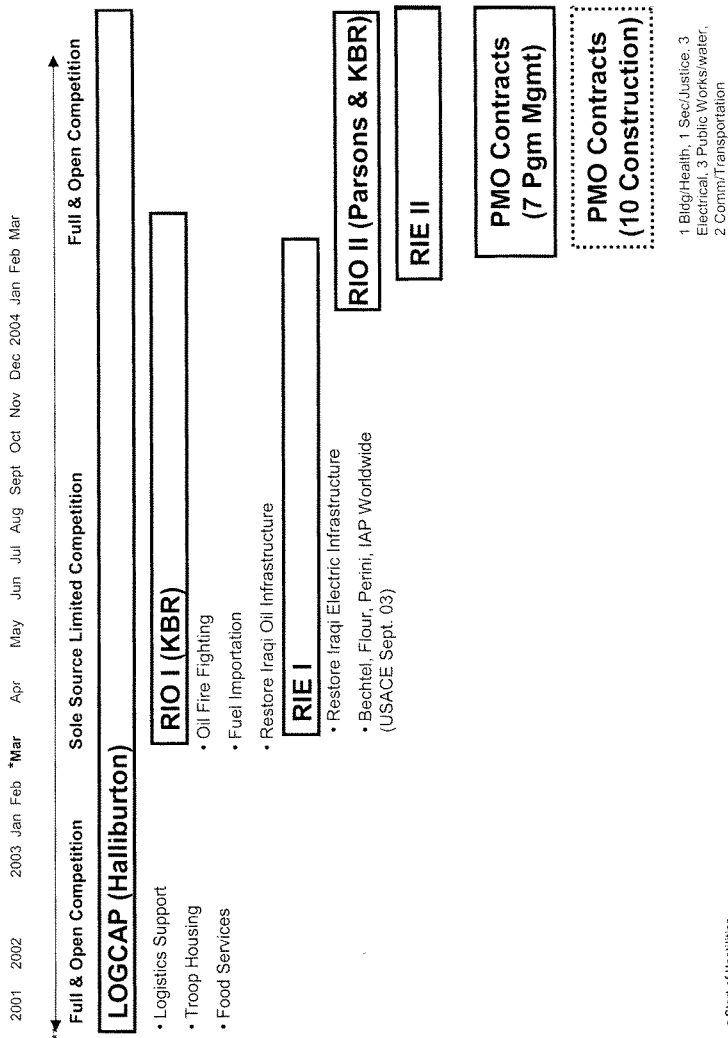 2001 2002 2003 Jan Feb *Mar Apr May Jun Jul Aug Sept Oct Nov Dec 2004 Jan Feb Mar
**
Full & Open Competition Sole Source Limited Competition Full & Open Competition
LOGCAP (Halliburton)
• Logistics Support
• Troop Housing
• Food Services
RIO I (KBR)
• Oil Fire Fighting
• Fuel Importation
• Restore Iraqi Oil Infrastructure
RIE I
• Restore Iraqi Electric Infrastructure
• Bechtel, Flour, Perini, IAP Worldwide
(USACE Sept. 03)
RIO II (Parsons & KBR)
RIE II
PMO Contracts
(7 Pgm Mgmt)
PMO Contracts
(10 Construction)
1 Bldg/Health, 1 Sec/Justice, 3
Electrical, 3 Public Works/water,
2 Comm/Transportation